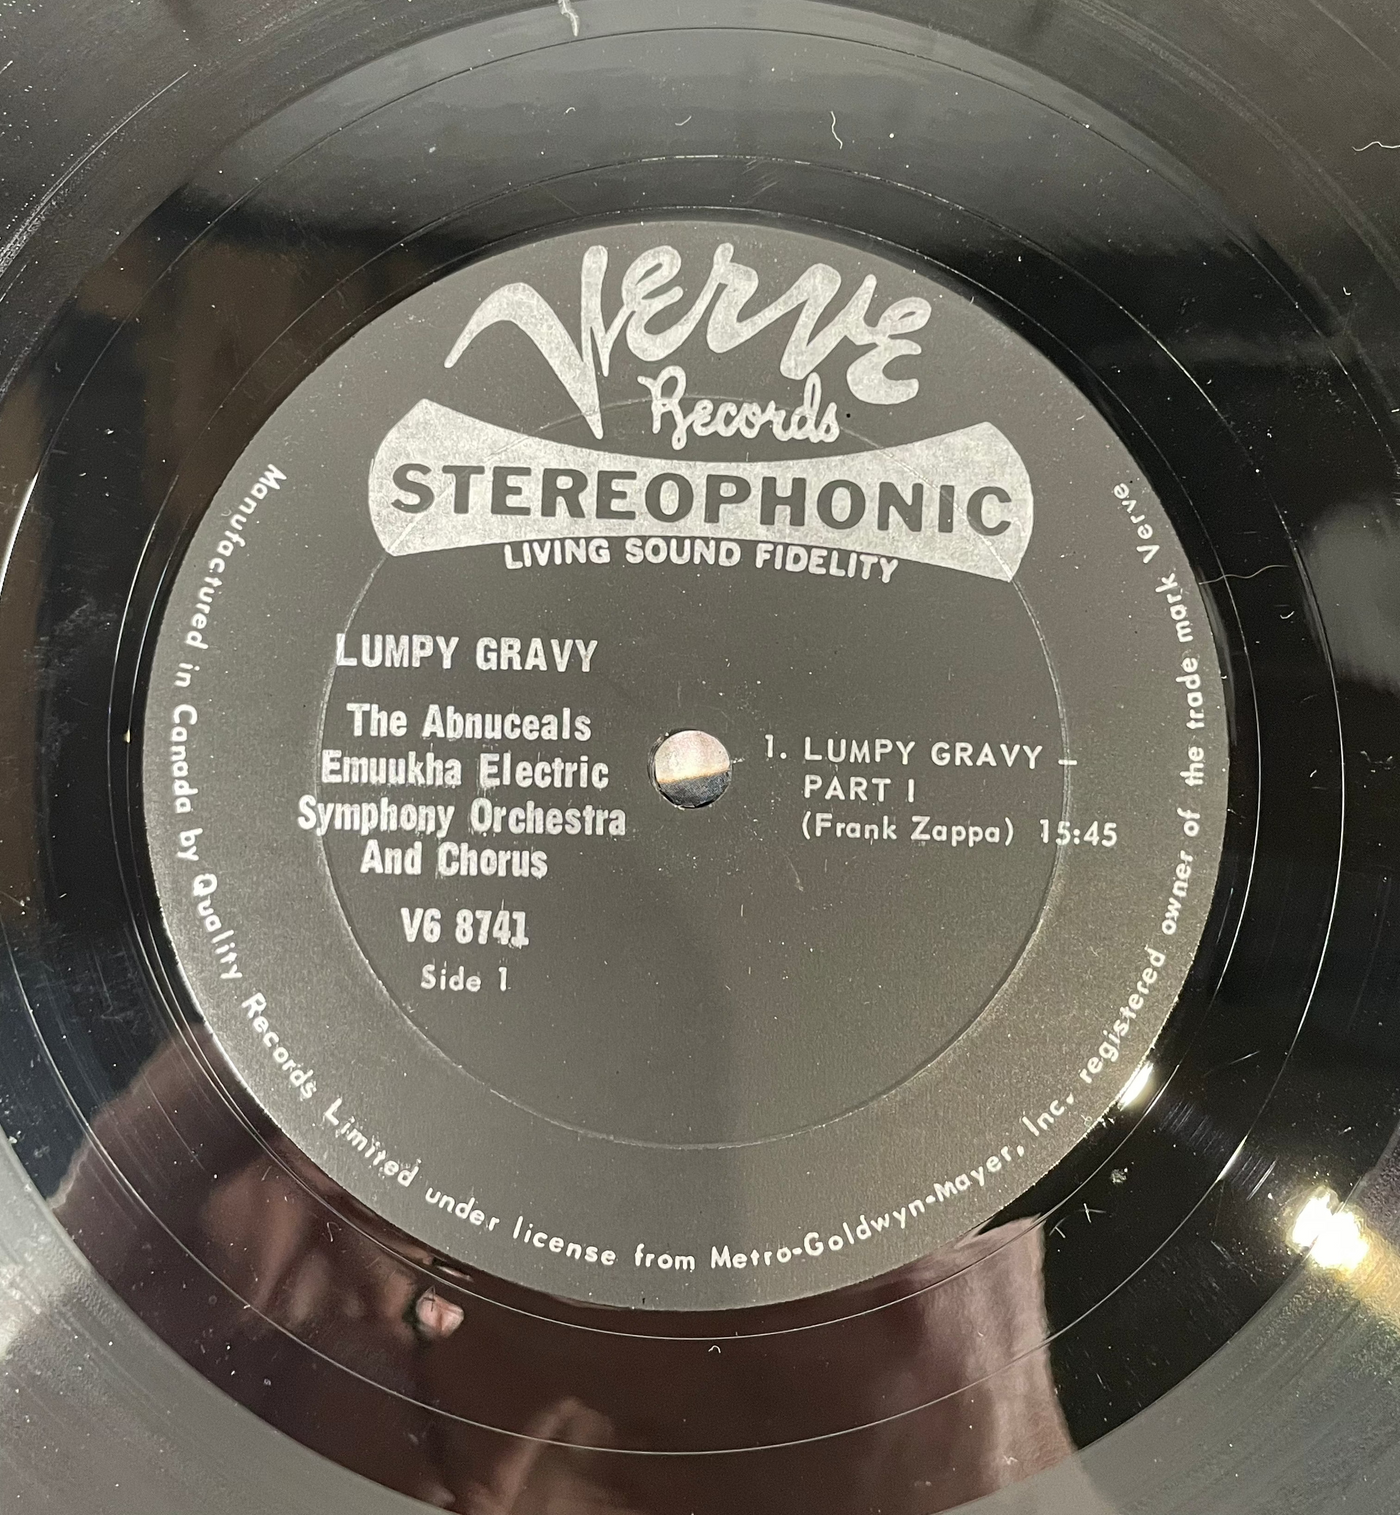 Verve
Records
STEREOPHONIC
LIVING SOUND FIDELITY
LUMPY GRAVY
The Abnuceals
Emuukha Electric
Symphony Orchestra
And Chorus
V6 8741
Side 1
1. LUMPY GRAVY –
PART I
(Frank Zappa) 15:45
Manufactured in Canada by Quality Records Limited under license from Metro-Goldwyn-Mayer, Inc. registered owner of the trade mark Verve